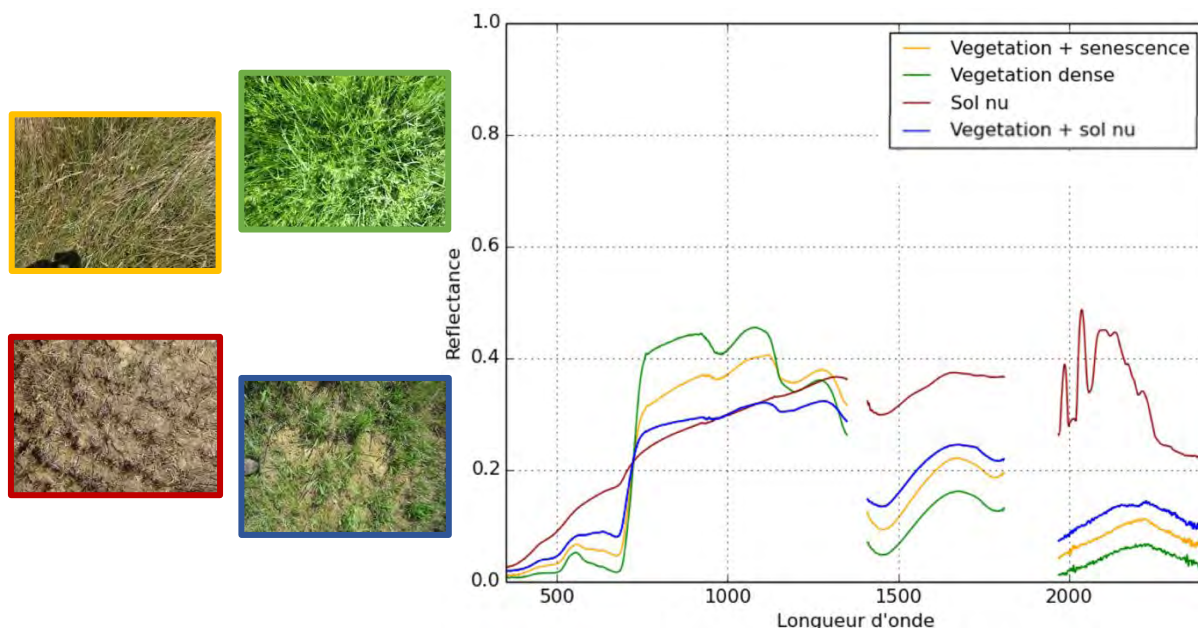 1.0
0.8
0.6
0.4
0.2
0.0
Reflectance
Vegetation + senescence
Vegetation dense
Sol nu
Vegetation + sol nu
500 1000 1500 2000
Longueur d'onde